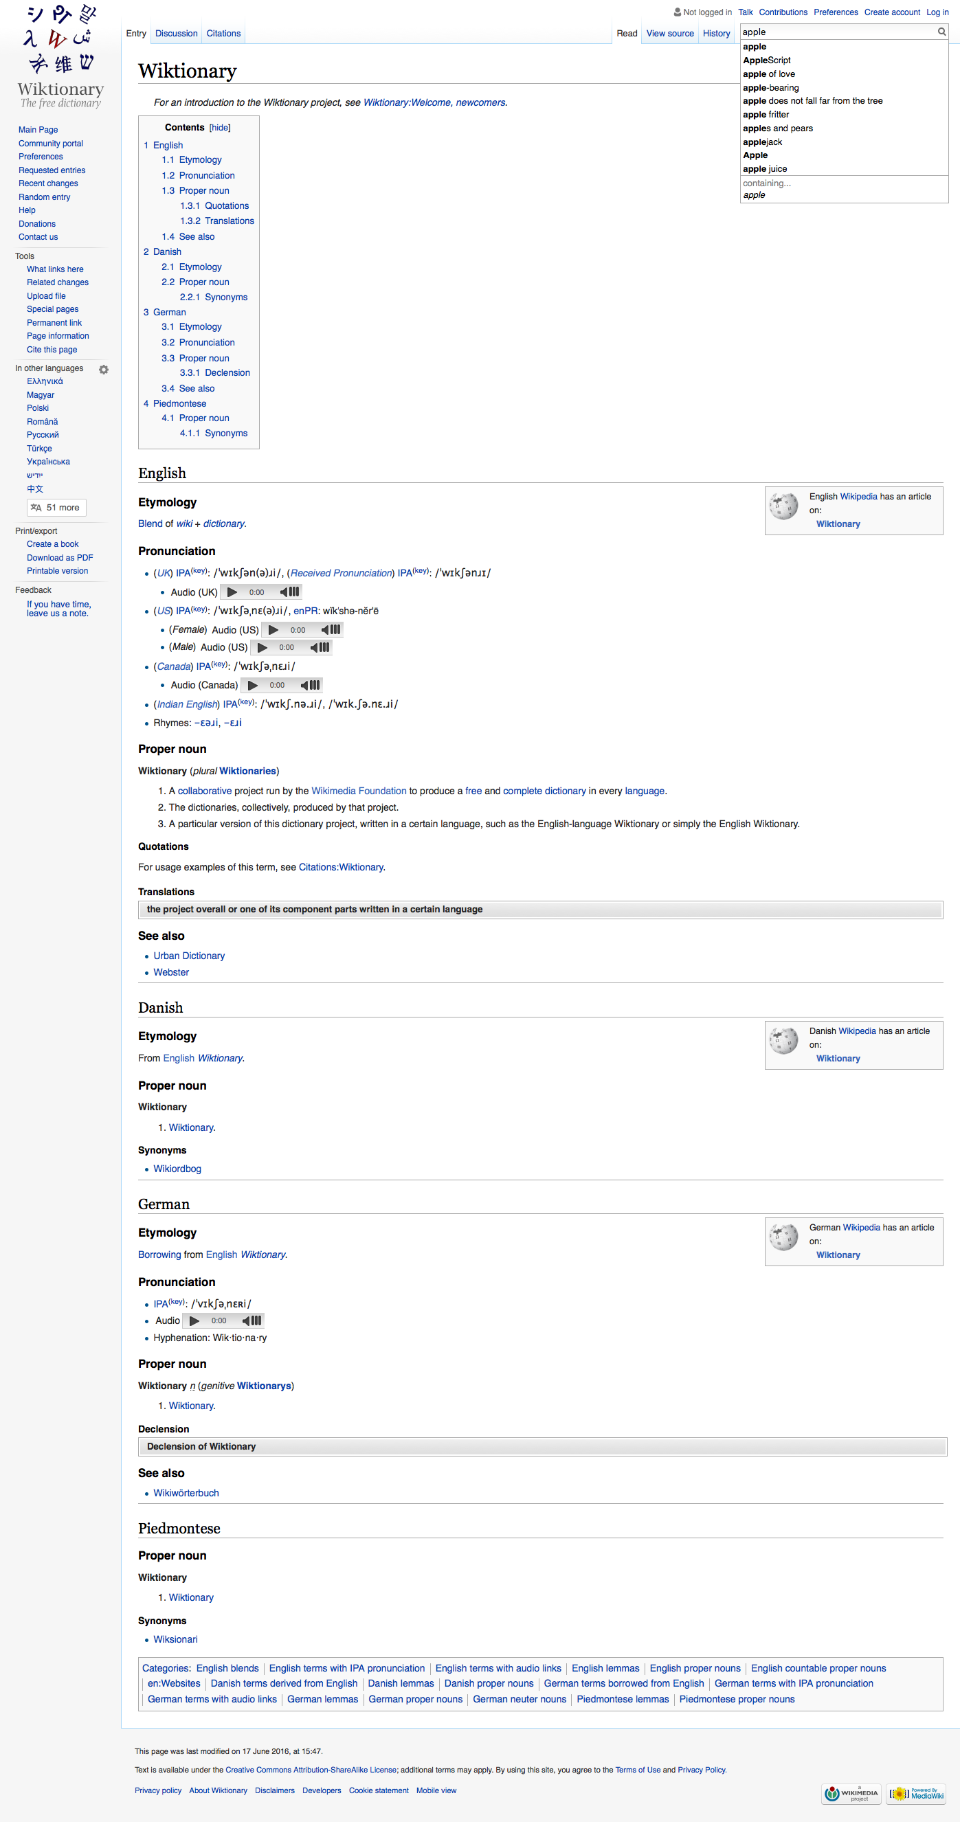 Not logged in Talk Contributions Preferences Create account Log in
Entry Discussion Citations Read View source History apple
apple
AppleScript
apple of love
apple-bearing
apple does not fall far from the tree
apple fritter
apples and pears
applejack
Apple
apple juice
containing...
apple
Wiktionary
The free dictionary
Main Page
Community portal
Preferences
Requested entries
Recent changes
Random entry
Help
Donations
Contact us
Tools
What links here
Related changes
Upload file
Special pages
Permanent link
Page information
Cite this page
In other languages
Ελληνικά
Magyar
Polski
Română
Русский
Türkçe
Українська
ייִדיש
中文
51 more
Print/export
Create a book
Download as PDF
Printable version
Feedback
If you have time,
leave us a note.
Wiktionary
For an introduction to the Wiktionary project, see Wiktionary:Welcome, newcomers.
Contents [hide]
1 English
1.1 Etymology
1.2 Pronunciation
1.3 Proper noun
1.3.1 Quotations
1.3.2 Translations
1.4 See also
2 Danish
2.1 Etymology
2.2 Proper noun
2.2.1 Synonyms
3 German
3.1 Etymology
3.2 Pronunciation
3.3 Proper noun
3.3.1 Declension
3.4 See also
4 Piedmontese
4.1 Proper noun
4.1.1 Synonyms
English
Etymology
Blend of wiki + dictionary.
English Wikipedia has an article
on:
Wiktionary
Pronunciation
(UK) IPA(key): /ˈwɪkʃən(ə)ɹi/, (Received Pronunciation) IPA(key): /ˈwɪkʃənɹɪ/
Audio (UK) 0:00
(US) IPA(key): /ˈwɪkʃəˌnɛ(ə)ɹi/, enPR: wĭk'shə-nĕr'ē
(Female) Audio (US) 0:00
(Male) Audio (US) 0:00
(Canada) IPA(key): /ˈwɪkʃəˌnɛɹi/
Audio (Canada) 0:00
(Indian English) IPA(key): /ˈwɪkʃ.nə.ɹi/, /ˈwɪk.ʃə.nɛ.ɹi/
Rhymes: -ɛəɹi, -ɛɹi
Proper noun
Wiktionary (plural Wiktionaries)
1. A collaborative project run by the Wikimedia Foundation to produce a free and complete dictionary in every language.
2. The dictionaries, collectively, produced by that project.
3. A particular version of this dictionary project, written in a certain language, such as the English-language Wiktionary or simply the English Wiktionary.
Quotations
For usage examples of this term, see Citations:Wiktionary.
Translations
the project overall or one of its component parts written in a certain language
See also
Urban Dictionary
Webster
Danish
Etymology
From English Wiktionary.
Danish Wikipedia has an article
on:
Wiktionary
Proper noun
Wiktionary
1. Wiktionary.
Synonyms
Wikiordbog
German
Etymology
Borrowing from English Wiktionary.
German Wikipedia has an article
on:
Wiktionary
Pronunciation
IPA(key): /ˈvɪkʃəˌnɛʀi/
Audio 0:00
Hyphenation: Wik·tio·na·ry
Proper noun
Wiktionary n (genitive Wiktionarys)
1. Wiktionary.
Declension
Declension of Wiktionary
See also
Wikiwörterbuch
Piedmontese
Proper noun
Wiktionary
1. Wiktionary
Synonyms
Wiksionari
Categories: English blends English terms with IPA pronunciation English terms with audio links English lemmas English proper nouns English countable proper nouns
en:Websites Danish terms derived from English Danish lemmas Danish proper nouns German terms borrowed from English German terms with IPA pronunciation
German terms with audio links German lemmas German proper nouns German neuter nouns Piedmontese lemmas Piedmontese proper nouns
This page was last modified on 17 June 2016, at 15:47.
Text is available under the Creative Commons Attribution-ShareAlike License; additional terms may apply. By using this site, you agree to the Terms of Use and Privacy Policy.
Privacy policy About Wiktionary Disclaimers Developers Cookie statement Mobile view
A WIKIMEDIA project
Powered By MediaWiki